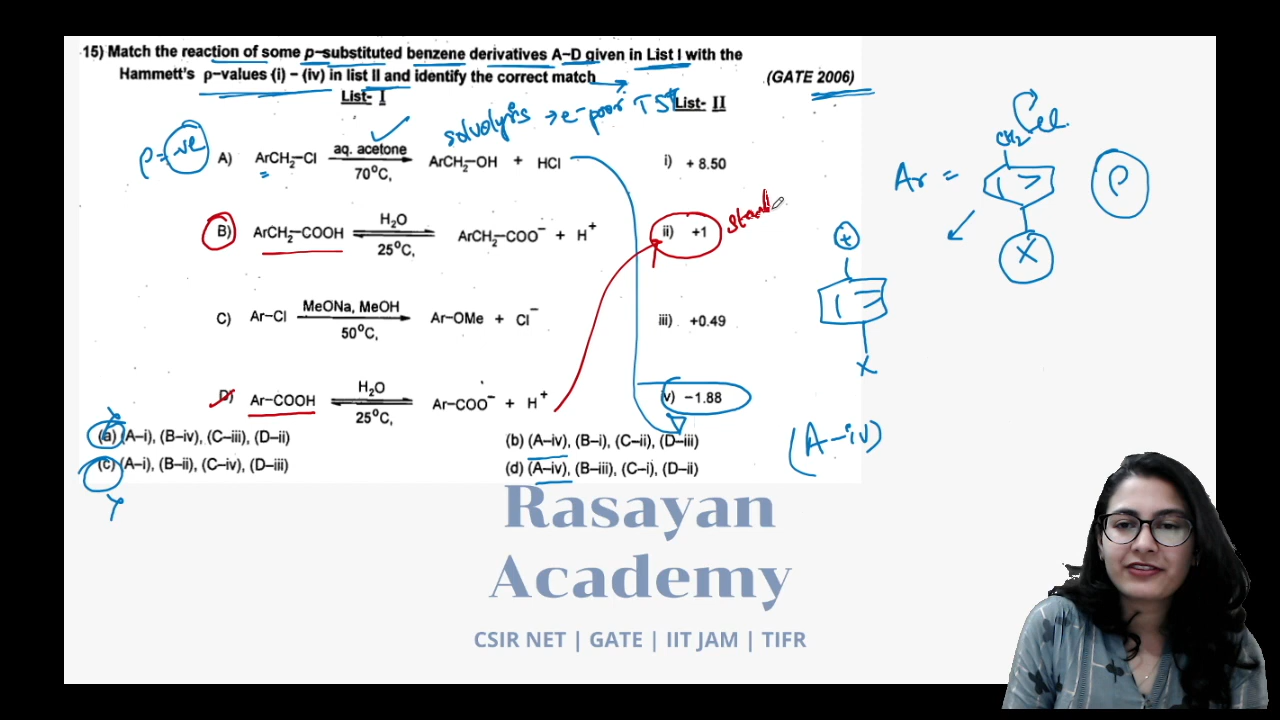 15) Match the reaction of some p–substituted benzene derivatives A–D given in List I with the
Hammett's ρ–values (i) – (iv) in list II and identify the correct match
(GATE 2006)
List- I
List- II
solvolysis → e- poor TS‡
ρ = -ve
A) ArCH₂–Cl aq. acetone 70°C, ArCH₂–OH + HCl
i) + 8.50
B) ArCH₂–COOH H₂O 25°C, ArCH₂–COO⁻ + H⁺
ii) +1
C) Ar–Cl MeONa, MeOH 50°C, Ar–OMe + Cl⁻
iii) +0.49
D) Ar–COOH H₂O 25°C, Ar–COO⁻ + H⁺
v) −1.88
(a) (A–i), (B–iv), (C–iii), (D–ii)
(b) (A–iv), (B–i), (C–ii), (D–iii)
(c) (A–i), (B–ii), (C–iv), (D–iii)
(d) (A–iv), (B–iii), (C–i), (D–ii)
CH₂
Ar =
ρ
X
+
X
(A – iv)
Rasayan
Academy
CSIR NET | GATE | IIT JAM | TIFR